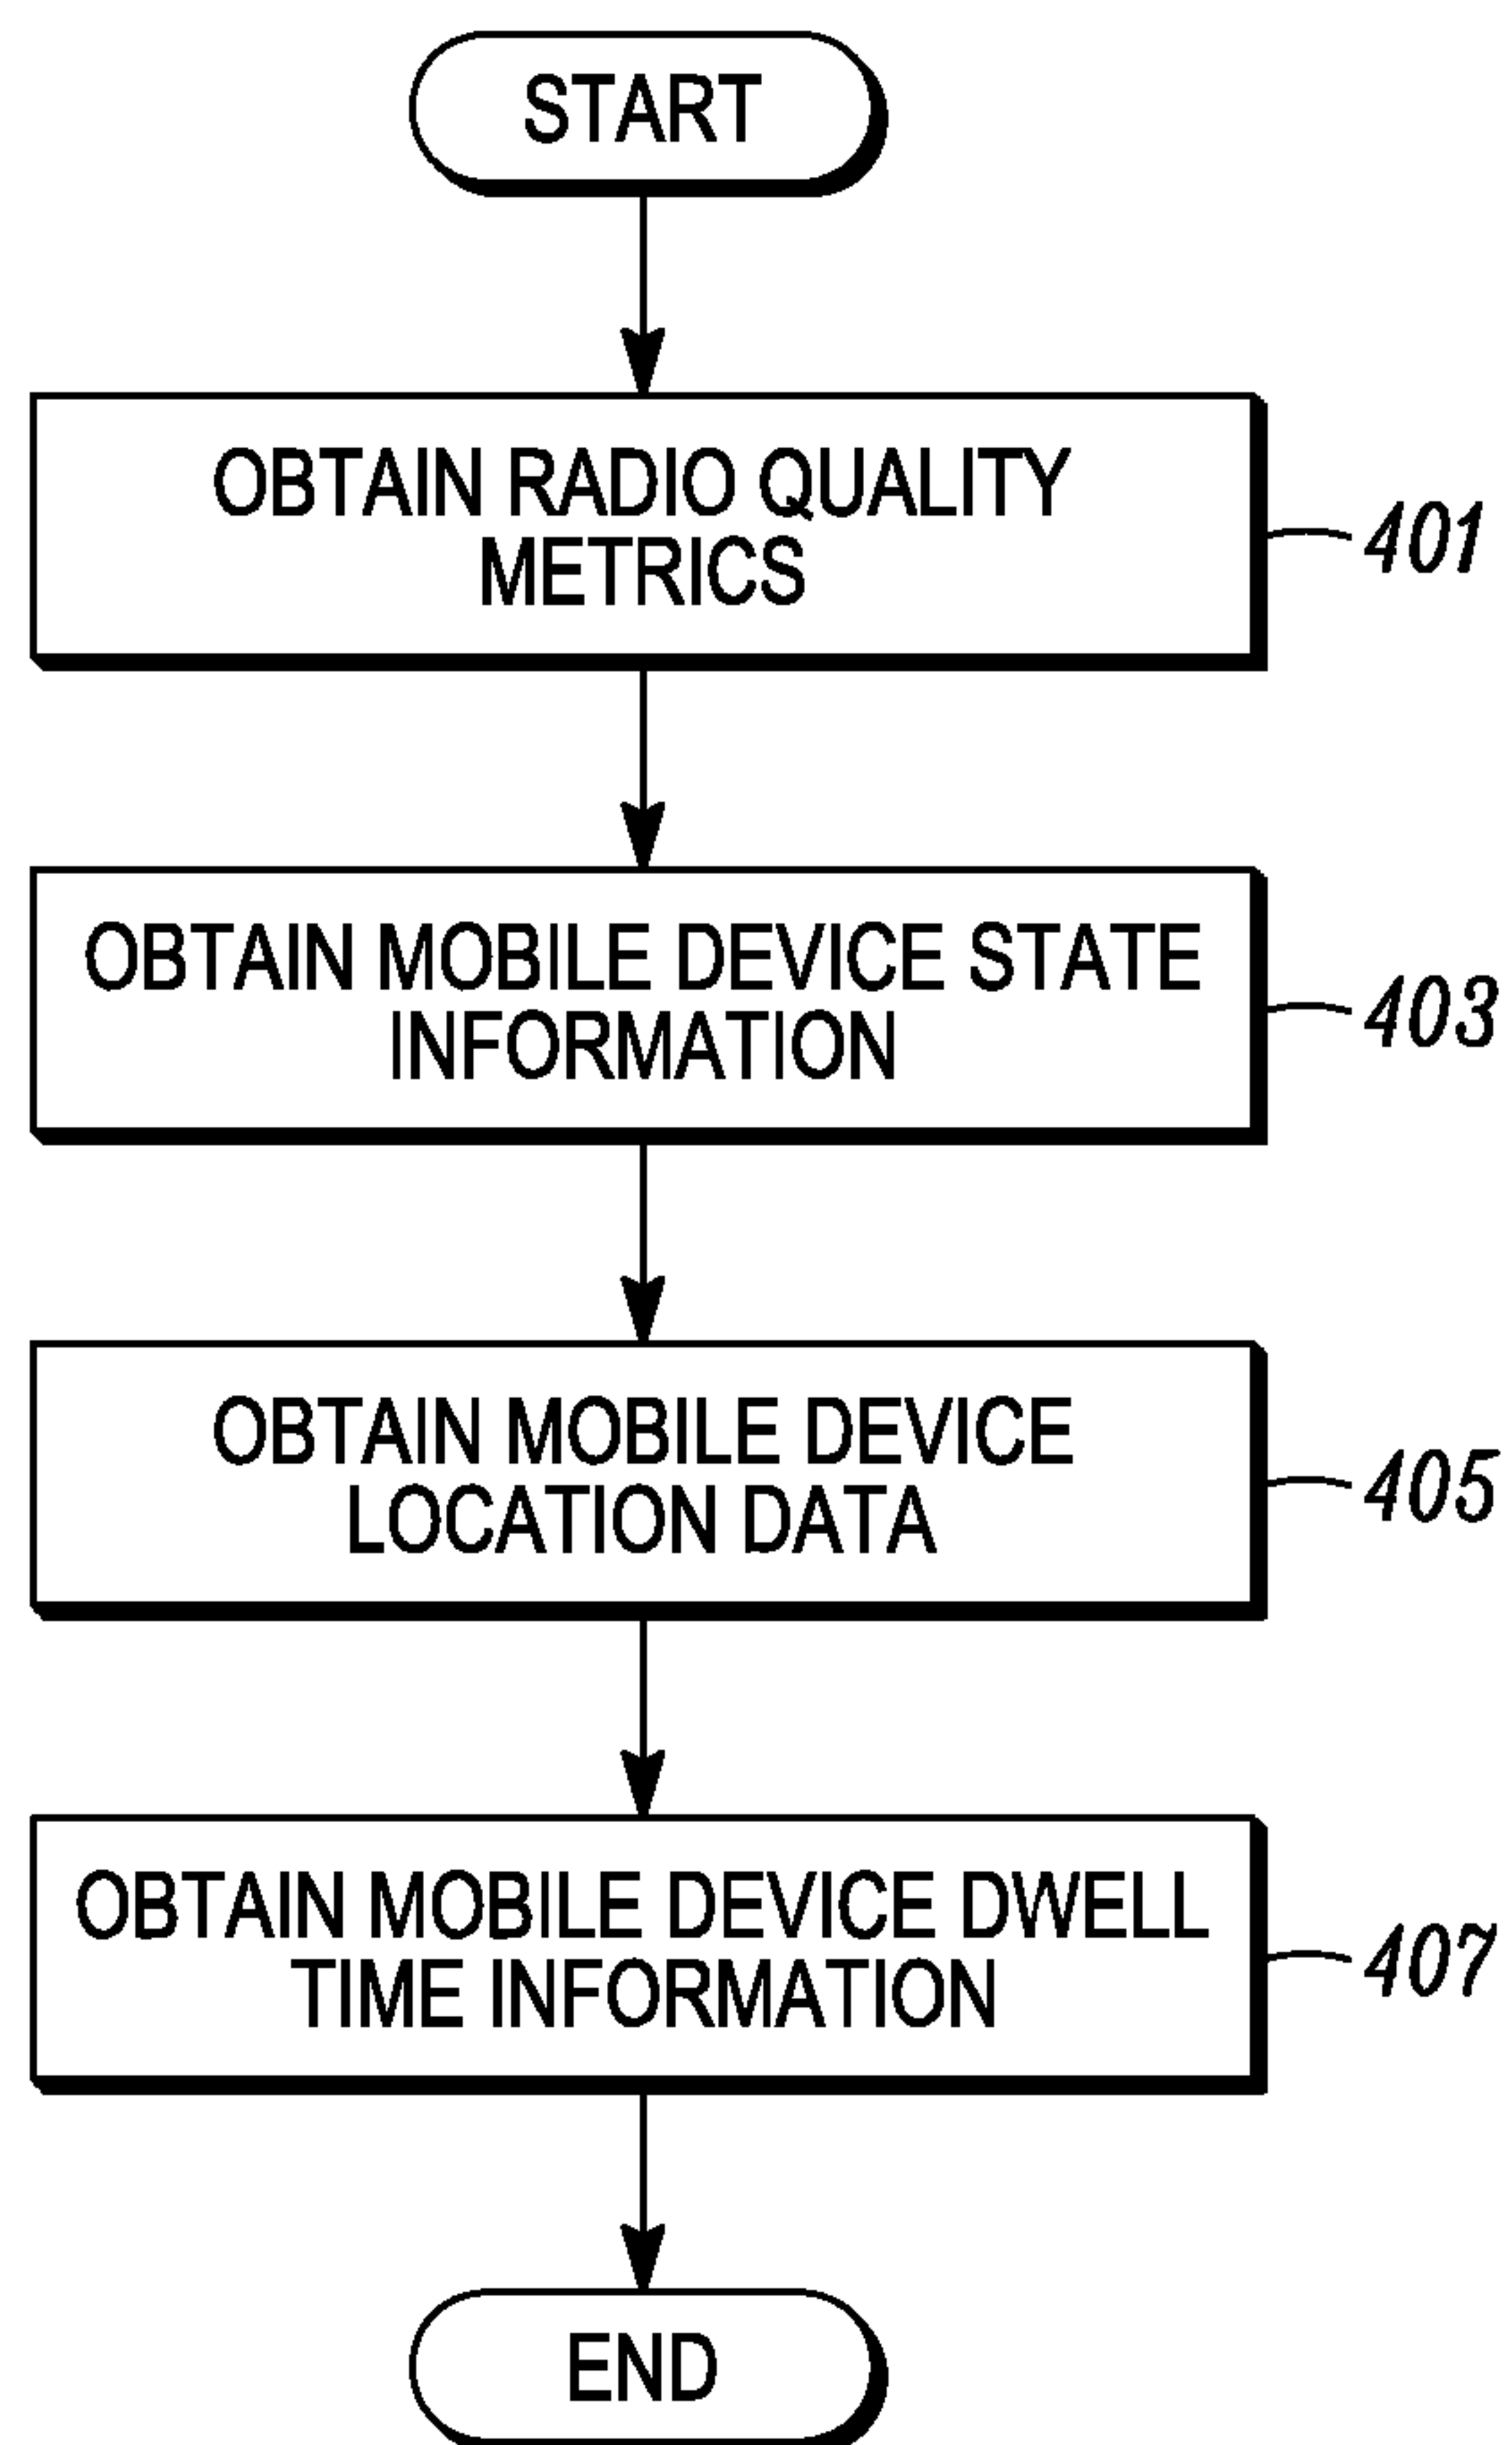 START
OBTAIN RADIO QUALITY
METRICS
401
OBTAIN MOBILE DEVICE STATE
INFORMATION
403
OBTAIN MOBILE DEVICE
LOCATION DATA
405
OBTAIN MOBILE DEVICE DWELL
TIME INFORMATION
407
END